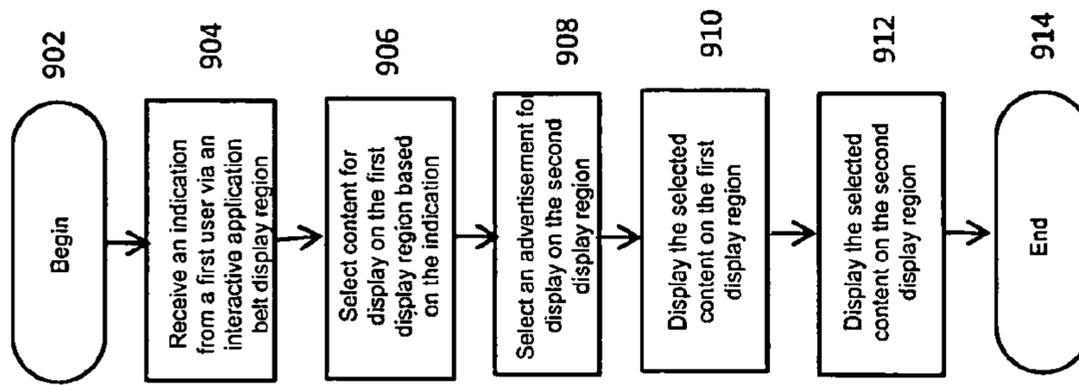 902
Begin
904
Receive an indication
from a first user via an
interactive application
belt display region
906
Select content for
display on the first
display region based
on the indication
908
Select an advertisement for
display on the second
display region
910
Display the selected
content on the first
display region
912
Display the selected
content on the second
display region
914
End